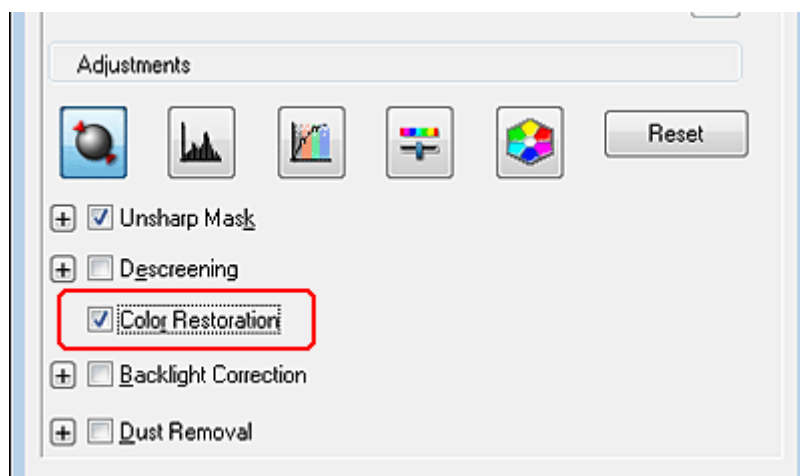 Adjustments
Reset
Unsharp Mask
Descreening
Color Restoration
Backlight Correction
Dust Removal